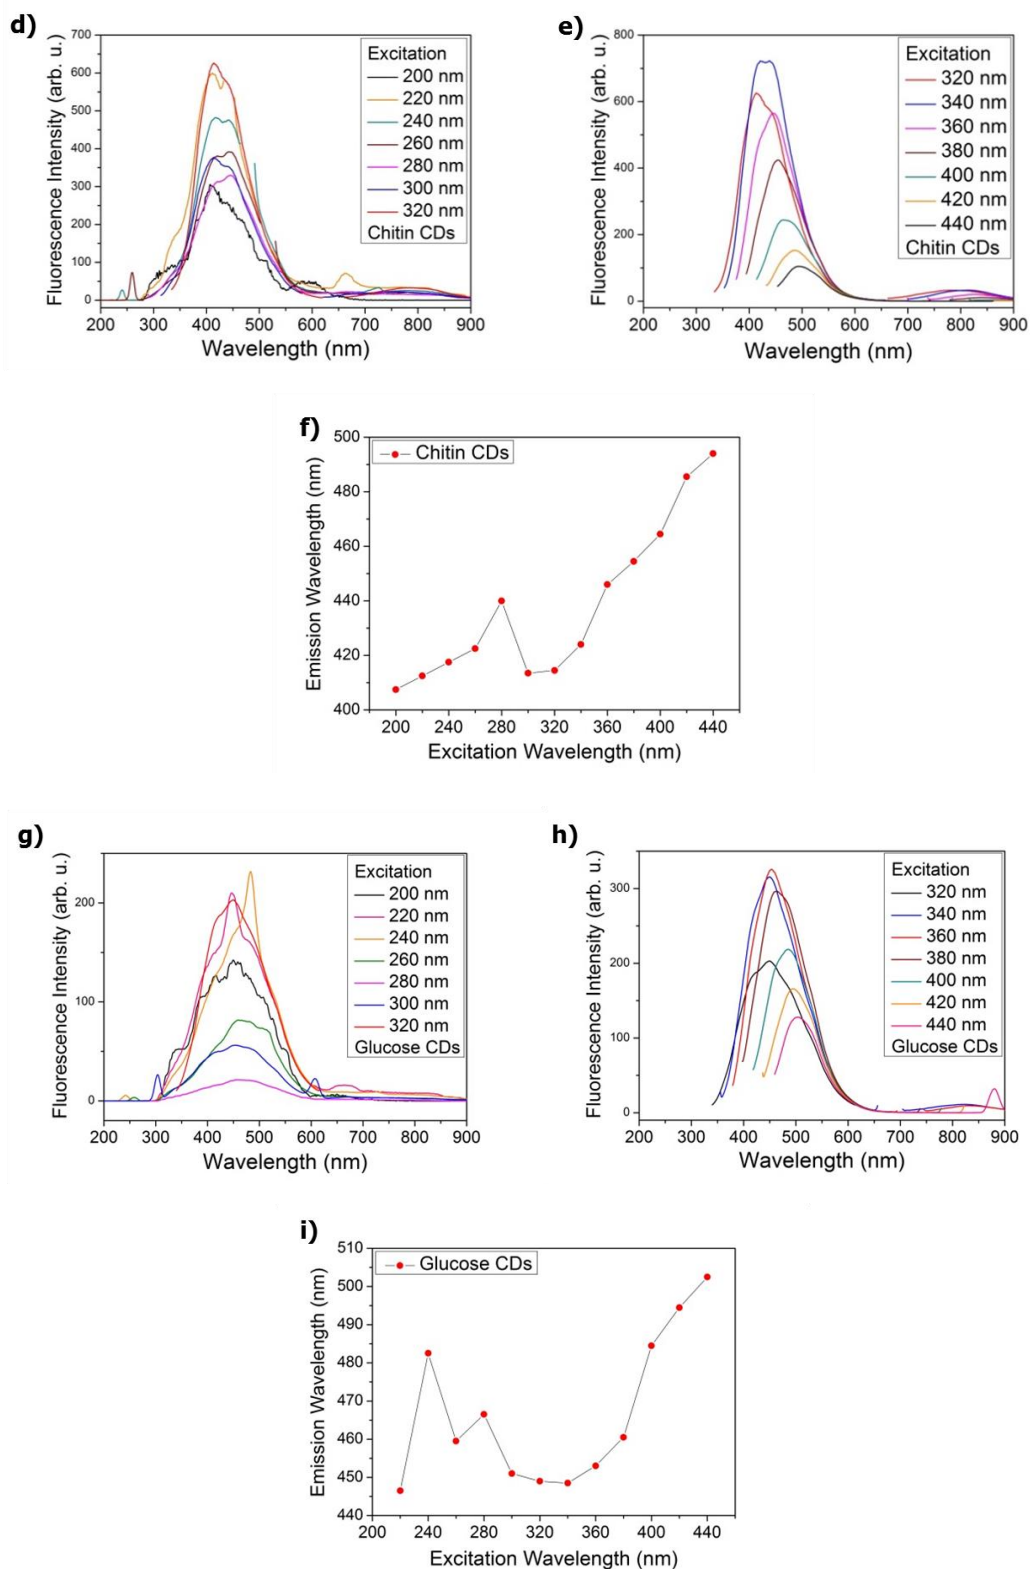 d)
Fluorescence Intensity (arb. u.)
700
600
500
400
300
200
100
0
200 300 400 500 600 700 800 900
Wavelength (nm)
Excitation
200 nm
220 nm
240 nm
260 nm
280 nm
300 nm
320 nm
Chitin CDs
e)
Fluorescence Intensity (arb. u.)
800
600
400
200
0
200 300 400 500 600 700 800 900
Wavelength (nm)
Excitation
320 nm
340 nm
360 nm
380 nm
400 nm
420 nm
440 nm
Chitin CDs
f)
Emission Wavelength (nm)
500
480
460
440
420
400
200 240 280 320 360 400 440
Excitation Wavelength (nm)
Chitin CDs
g)
Fluorescence Intensity (arb. u.)
200
100
0
200 300 400 500 600 700 800 900
Wavelength (nm)
Excitation
200 nm
220 nm
240 nm
260 nm
280 nm
300 nm
320 nm
Glucose CDs
h)
Fluorescence Intensity (arb. u.)
300
200
100
0
200 300 400 500 600 700 800 900
Wavelength (nm)
Excitation
320 nm
340 nm
360 nm
380 nm
400 nm
420 nm
440 nm
Glucose CDs
i)
Emission Wavelength (nm)
510
500
490
480
470
460
450
440
200 240 280 320 360 400 440
Excitation Wavelength (nm)
Glucose CDs